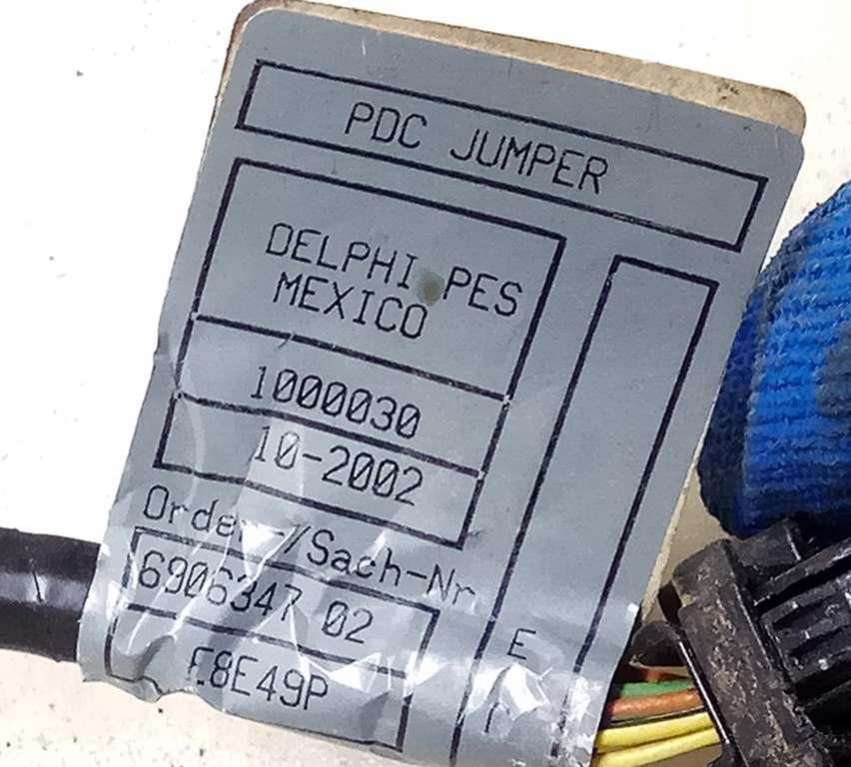 PDC JUMPER
DELPHI PES
MEXICO
1000030
10-2002
Order-/Sach-Nr
6906347 02
E8E49P
E